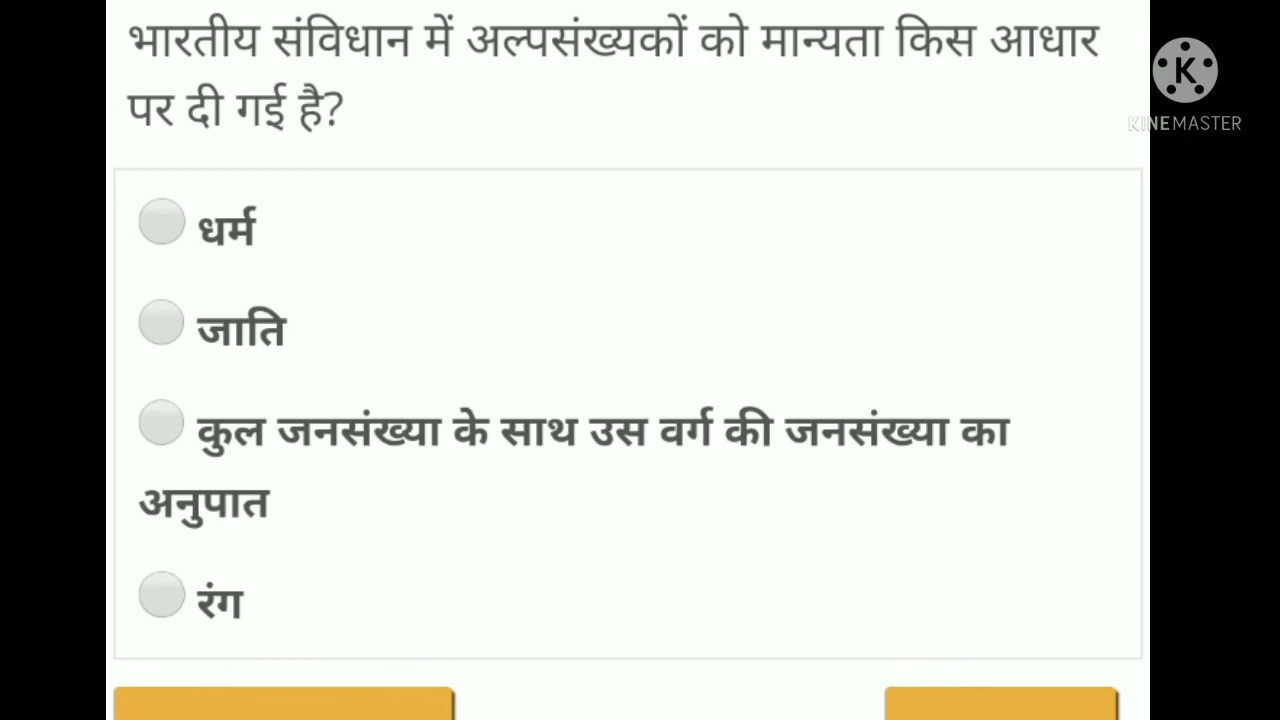 भारतीय संविधान में अल्पसंख्यकों को मान्यता किस आधार
पर दी गई है?
K
KINEMASTER
धर्म
जाति
कुल जनसंख्या के साथ उस वर्ग की जनसंख्या का
अनुपात
रंग